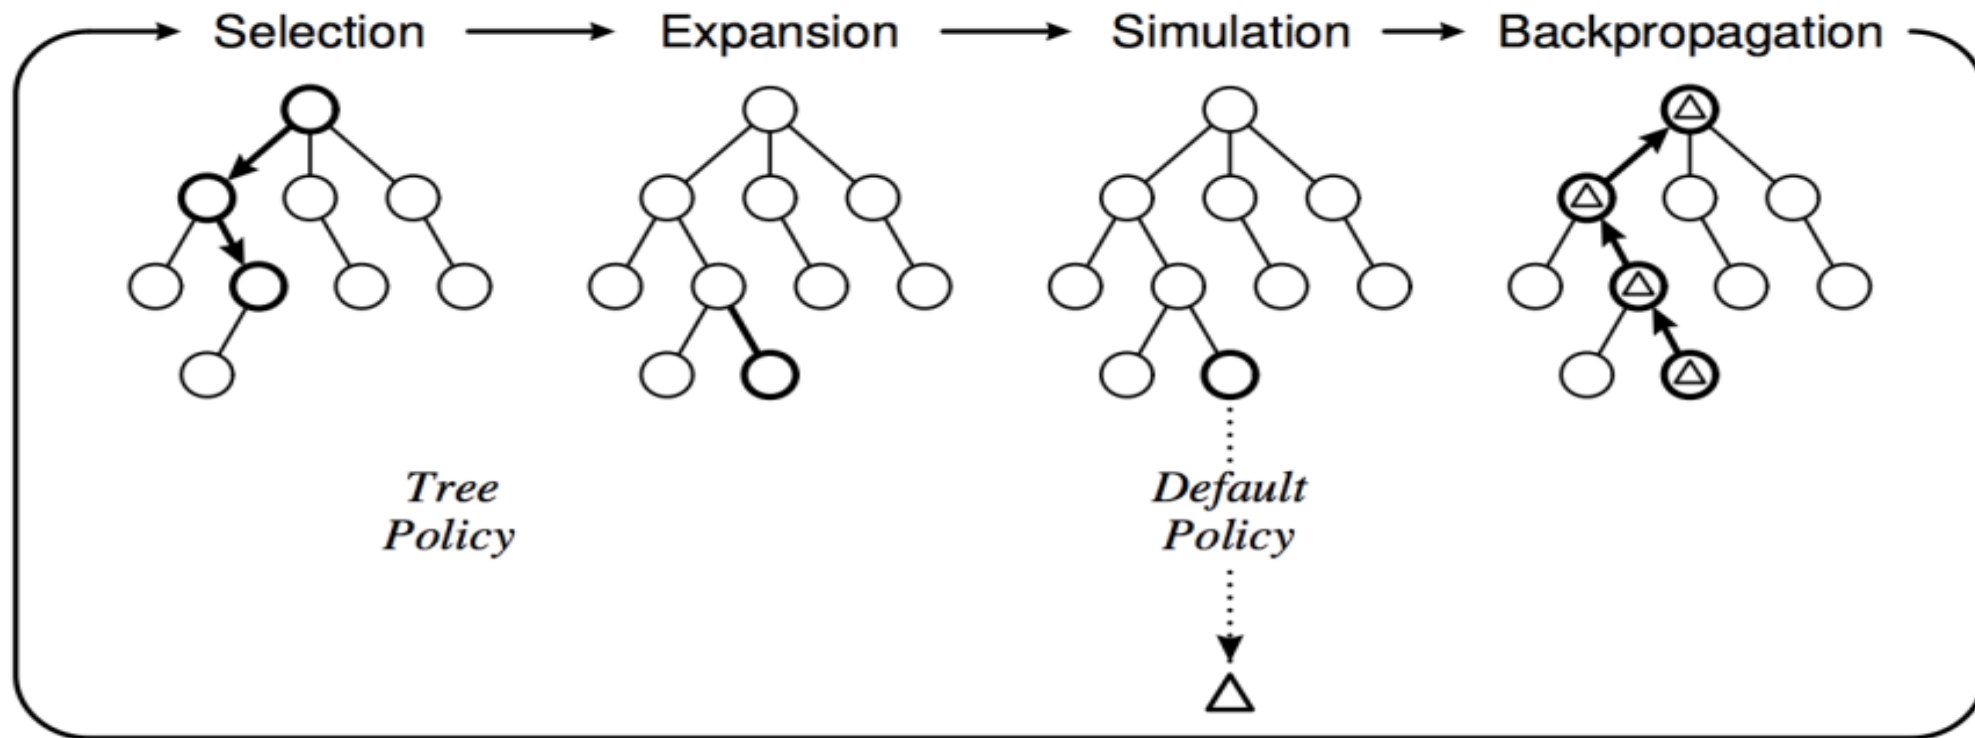 Selection
Expansion
Simulation
Backpropagation
Tree
Policy
Default
Policy